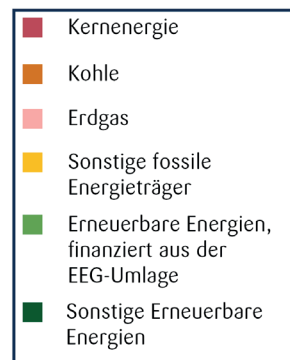 Kernenergie
Kohle
Erdgas
Sonstige fossile
Energieträger
Erneuerbare Energien,
finanziert aus der
EEG-Umlage
Sonstige Erneuerbare
Energien